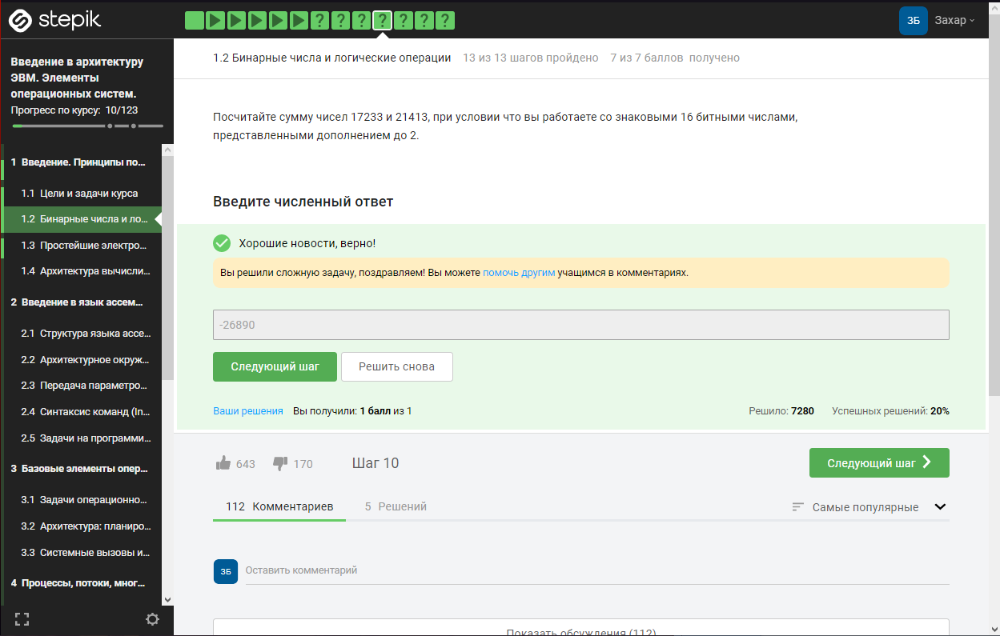 stepik
? ? ? ? ? ? ?
ЗБ Захар
Введение в архитектуру
ЭВМ. Элементы
операционных систем.
Прогресс по курсу: 10/123
1 Введение. Принципы по...
1.1 Цели и задачи курса
1.2 Бинарные числа и ло...
1.3 Простейшие электро...
1.4 Архитектура вычисли...
2 Введение в язык ассем...
2.1 Структура языка ассе...
2.2 Архитектурное окруж...
2.3 Передача параметро...
2.4 Синтаксис команд (In...
2.5 Задачи на программи...
3 Базовые элементы опер...
3.1 Задачи операционно...
3.2 Архитектура: планиро...
3.3 Системные вызовы и...
4 Процессы, потоки, мног...
1.2 Бинарные числа и логические операции 13 из 13 шагов пройдено 7 из 7 баллов получено
Посчитайте сумму чисел 17233 и 21413, при условии что вы работаете со знаковыми 16 битными числами,
представленными дополнением до 2.
Введите численный ответ
Хорошие новости, верно!
Вы решили сложную задачу, поздравляем! Вы можете помочь другим учащимся в комментариях.
-26890
Следующий шаг Решить снова
Ваши решения Вы получили: 1 балл из 1 Решило: 7280 Успешных решений: 20%
643 170 Шаг 10 Следующий шаг
112 Комментариев 5 Решений Самые популярные
ЗБ Оставить комментарий
Показать обсуждения (112)